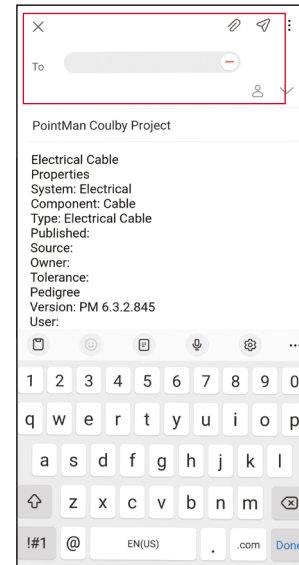 To
PointMan Coulby Project
Electrical Cable
Properties
System: Electrical
Component: Cable
Type: Electrical Cable
Published:
Source:
Owner:
Tolerance:
Pedigree
Version: PM 6.3.2.845
User:
1 2 3 4 5 6 7 8 9 0
q w e r t y u i o p
a s d f g h j k l
z x c v b n m
!#1 @ EN(US) . .com Done